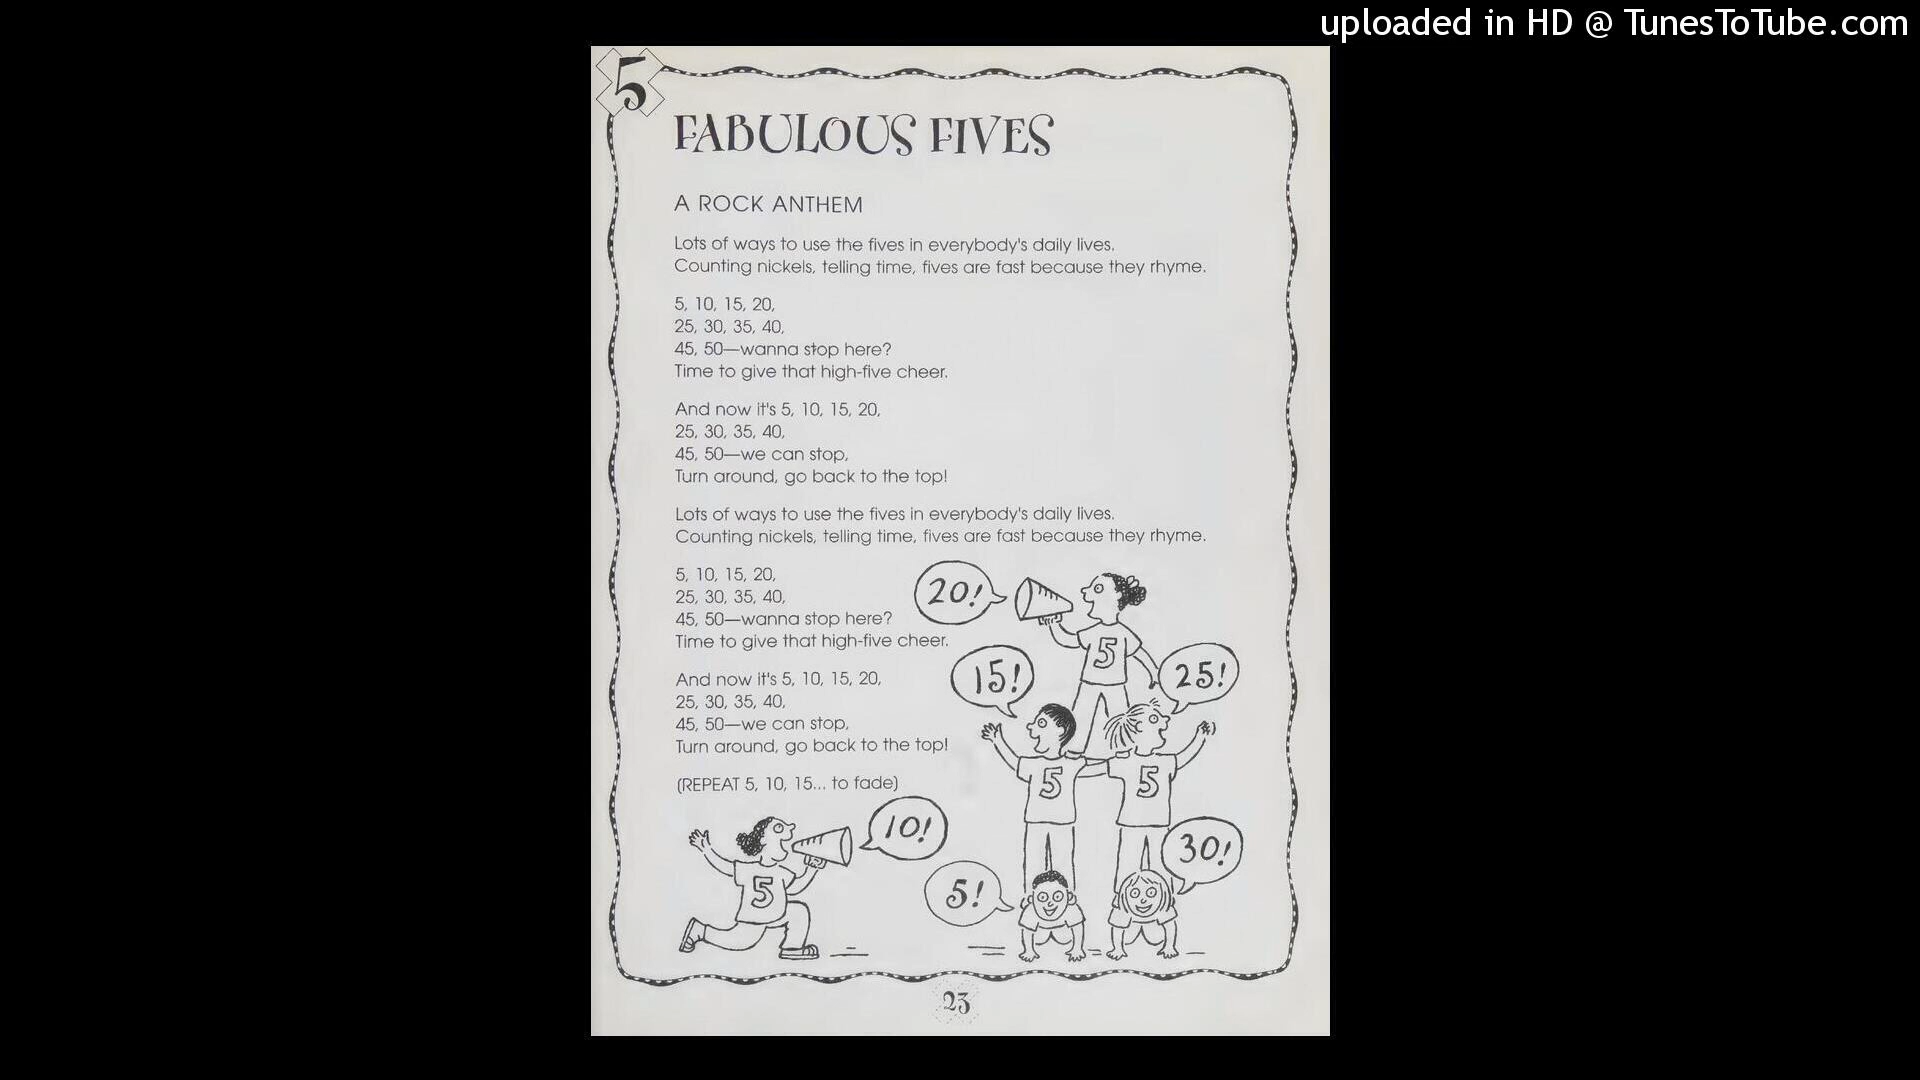 uploaded in HD @ TunesToTube.com
5
FABULOUS FIVES
A ROCK ANTHEM
Lots of ways to use the fives in everybody's daily lives.
Counting nickels, telling time, fives are fast because they rhyme.
5, 10, 15, 20,
25, 30, 35, 40,
45, 50—wanna stop here?
Time to give that high-five cheer.
And now it's 5, 10, 15, 20,
25, 30, 35, 40,
45, 50—we can stop,
Turn around, go back to the top!
Lots of ways to use the fives in everybody's daily lives.
Counting nickels, telling time, fives are fast because they rhyme.
5, 10, 15, 20,
25, 30, 35, 40,
45, 50—wanna stop here?
Time to give that high-five cheer.
And now it's 5, 10, 15, 20,
25, 30, 35, 40,
45, 50—we can stop,
Turn around, go back to the top!
(REPEAT 5, 10, 15... to fade)
20!
5
15!
25!
5
5
10!
30!
5
5!
23